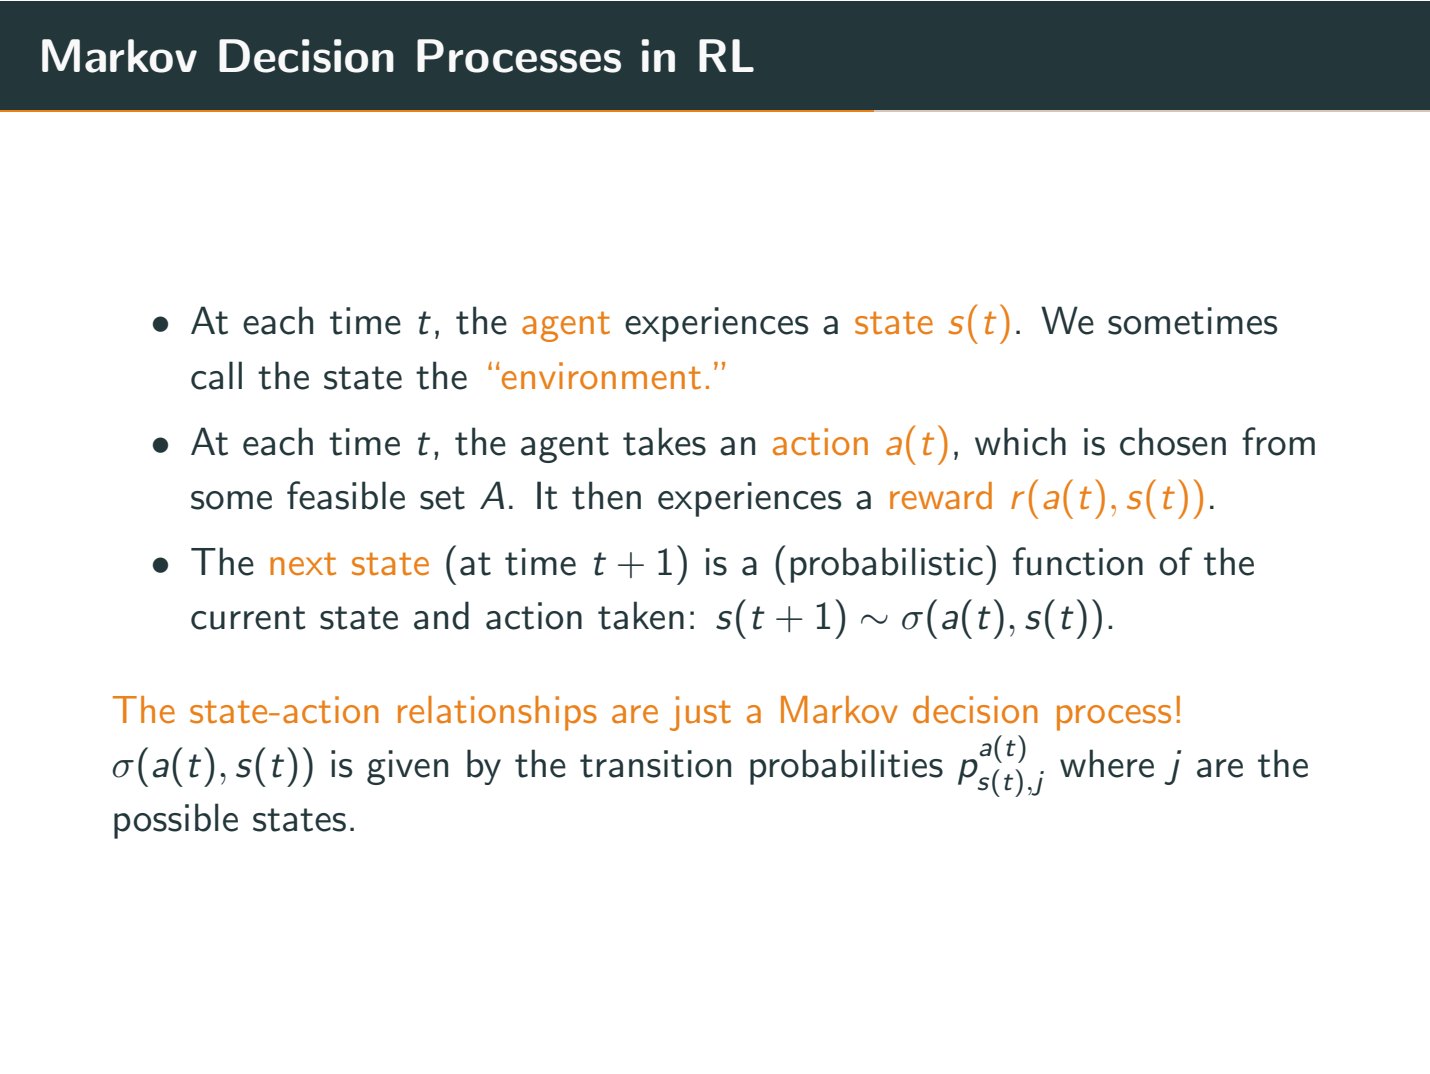 Markov Decision Processes in RL
• At each time t, the agent experiences a state s(t). We sometimes
call the state the “environment.”
• At each time t, the agent takes an action a(t), which is chosen from
some feasible set A. It then experiences a reward r(a(t), s(t)).
• The next state (at time t + 1) is a (probabilistic) function of the
current state and action taken: s(t + 1) ∼ σ(a(t), s(t)).
The state-action relationships are just a Markov decision process!
σ(a(t), s(t)) is given by the transition probabilities p^{a(t)}_{s(t),j} where j are the
possible states.